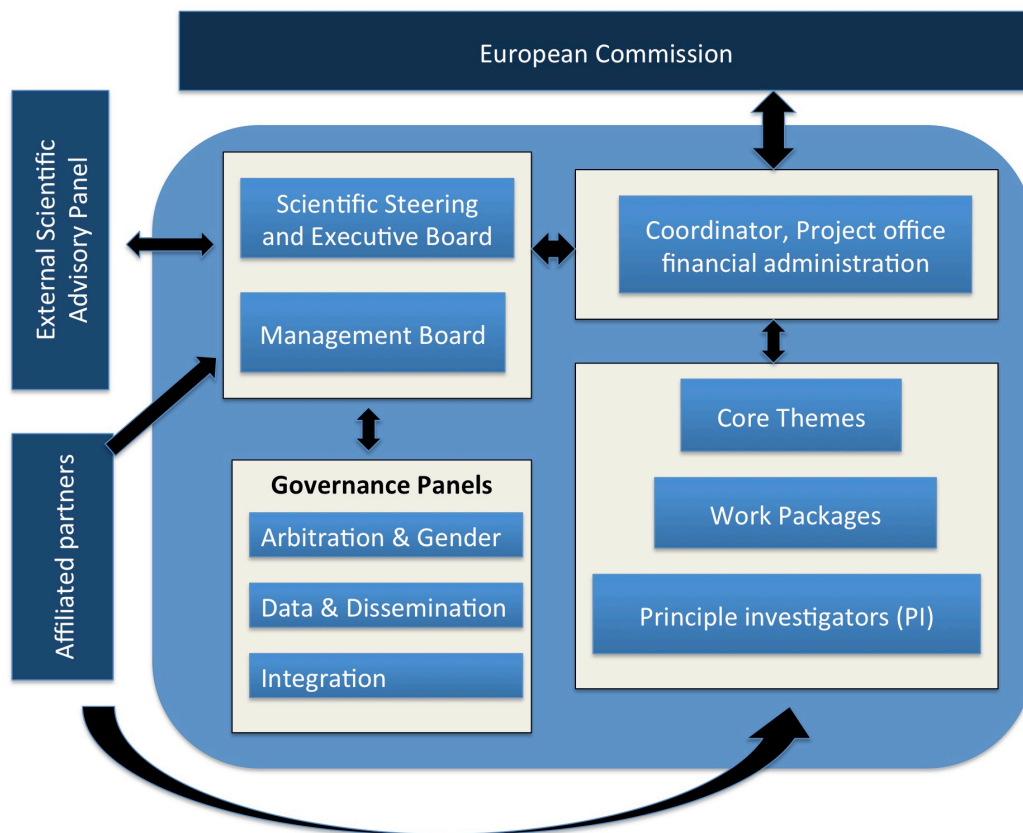 European Commission
External Scientific
Advisory Panel
Scientific Steering
and Executive Board
Management Board
Coordinator, Project office
financial administration
Affiliated partners
Governance Panels
Arbitration & Gender
Data & Dissemination
Integration
Core Themes
Work Packages
Principle investigators (PI)